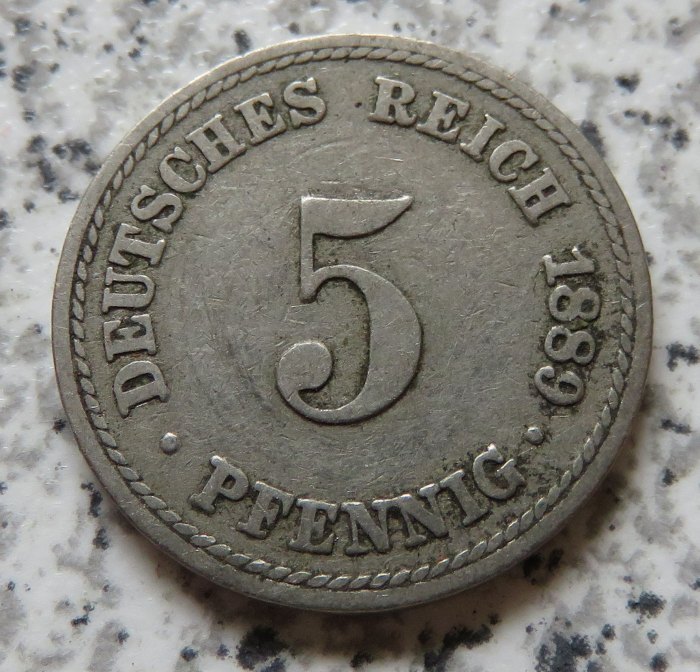 DEUTSCHES REICH 1889
5
· PFENNIG ·